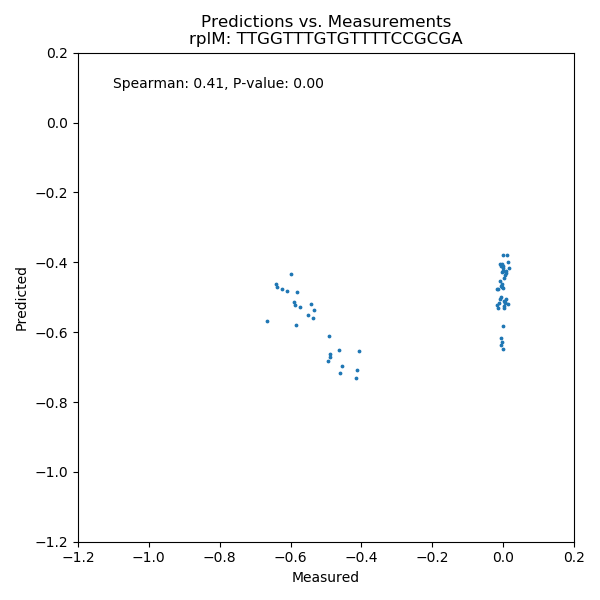 Predictions vs. Measurements
rplM: TTGGTTTGTGTTTTCCGCGA
Spearman: 0.41, P-value: 0.00
0.2
0.0
−0.2
−0.4
−0.6
−0.8
−1.0
−1.2
Predicted
−1.2 −1.0 −0.8 −0.6 −0.4 −0.2 0.0 0.2
Measured